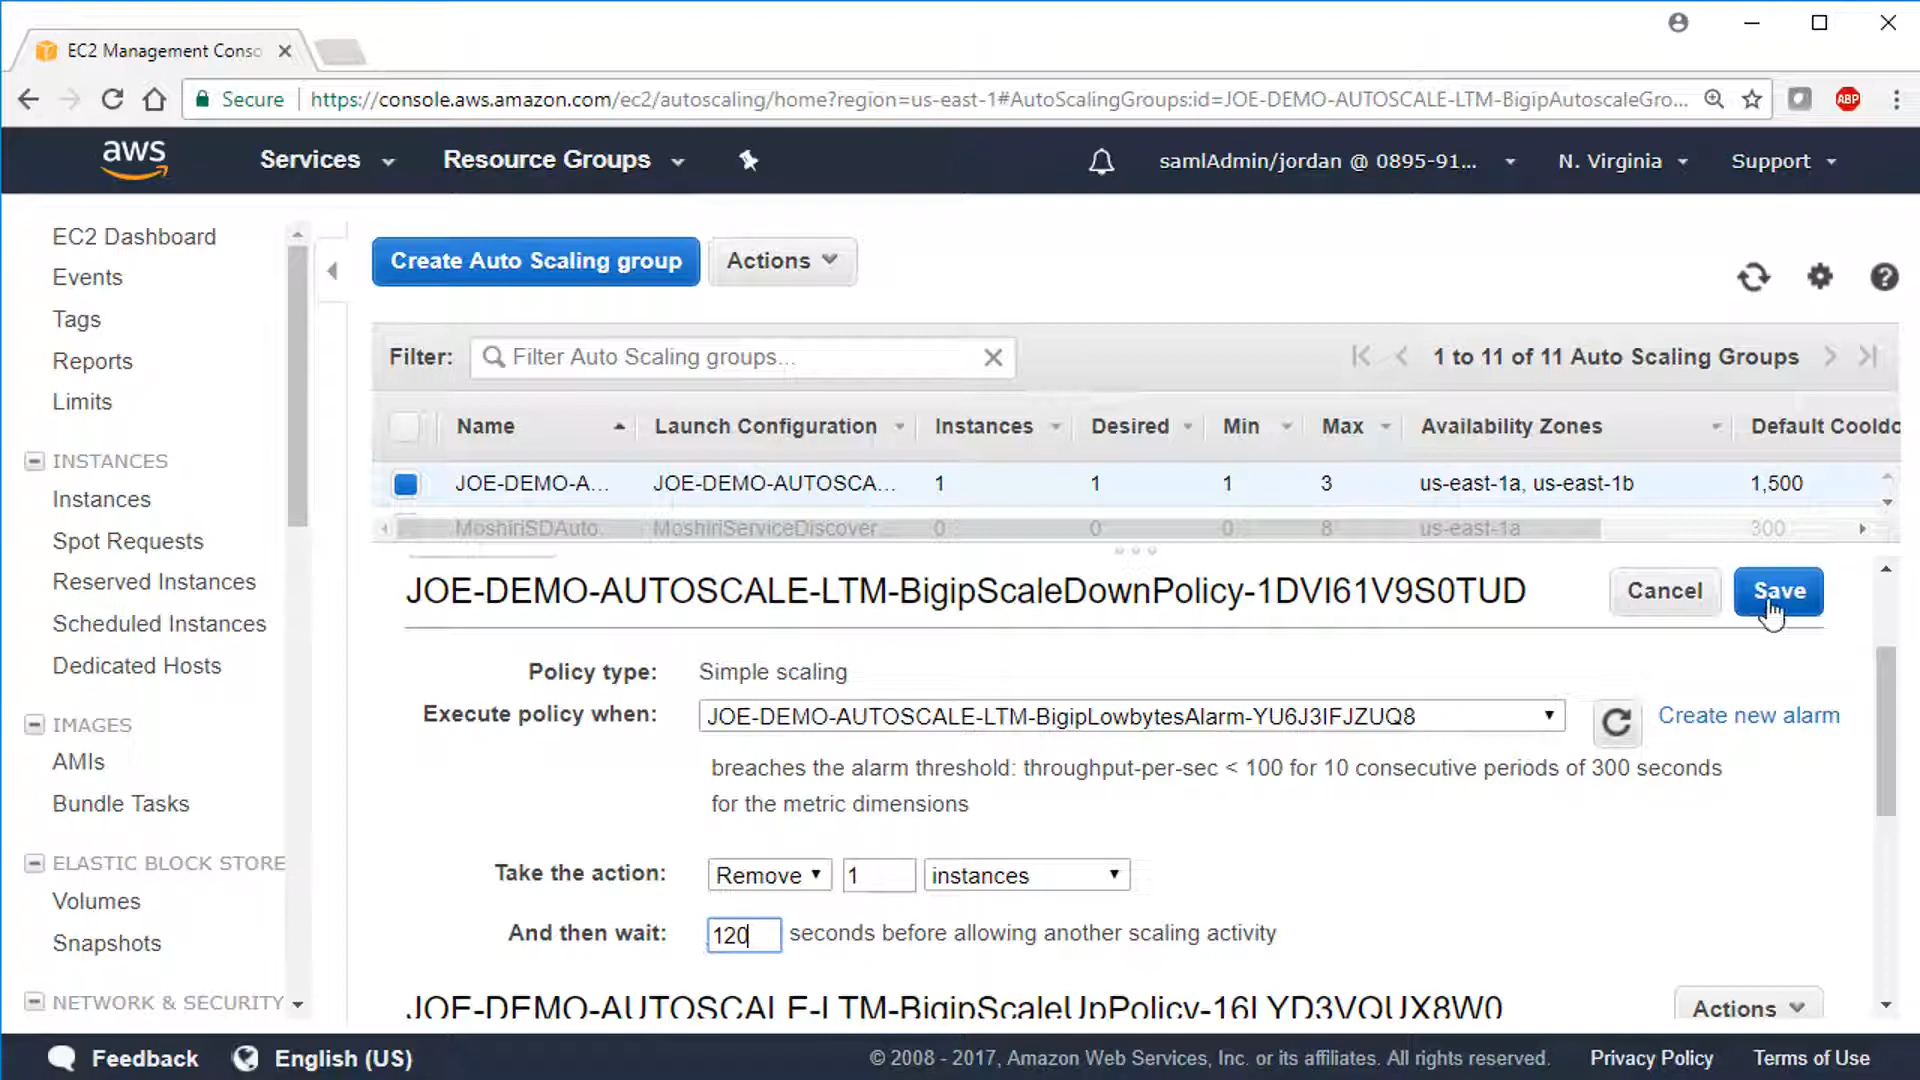 EC2 Management Conso
Secure
https://console.aws.amazon.com/ec2/autoscaling/home?region=us-east-1#AutoScalingGroups:id=JOE-DEMO-AUTOSCALE-LTM-BigipAutoscaleGro...
ABP
aws
Services
Resource Groups
samlAdmin/jordan @ 0895-91...
N. Virginia
Support
EC2 Dashboard
Events
Tags
Reports
Limits
INSTANCES
Instances
Spot Requests
Reserved Instances
Scheduled Instances
Dedicated Hosts
IMAGES
AMIs
Bundle Tasks
ELASTIC BLOCK STORE
Volumes
Snapshots
NETWORK & SECURITY
Create Auto Scaling group
Actions
Filter:
Filter Auto Scaling groups...
1 to 11 of 11 Auto Scaling Groups
Name Launch Configuration Instances Desired Min Max Availability Zones Default Cooldo
JOE-DEMO-A... JOE-DEMO-AUTOSCA... 1 1 1 3 us-east-1a, us-east-1b 1,500
MoshiriSDAuto. MoshiriServiceDiscover 0 0 0 8 us-east-1a 300
JOE-DEMO-AUTOSCALE-LTM-BigipScaleDownPolicy-1DVI61V9S0TUD
Cancel
Save
Policy type: Simple scaling
Execute policy when: JOE-DEMO-AUTOSCALE-LTM-BigipLowbytesAlarm-YU6J3IFJZUQ8
Create new alarm
breaches the alarm threshold: throughput-per-sec < 100 for 10 consecutive periods of 300 seconds
for the metric dimensions
Take the action: Remove 1 instances
And then wait: 120 seconds before allowing another scaling activity
JOE-DEMO-AUTOSCALE-LTM-BigipScaleUpPolicy-16LYD3VOUX8W0
Actions
Feedback
English (US)
© 2008 - 2017, Amazon Web Services, Inc. or its affiliates. All rights reserved.
Privacy Policy
Terms of Use